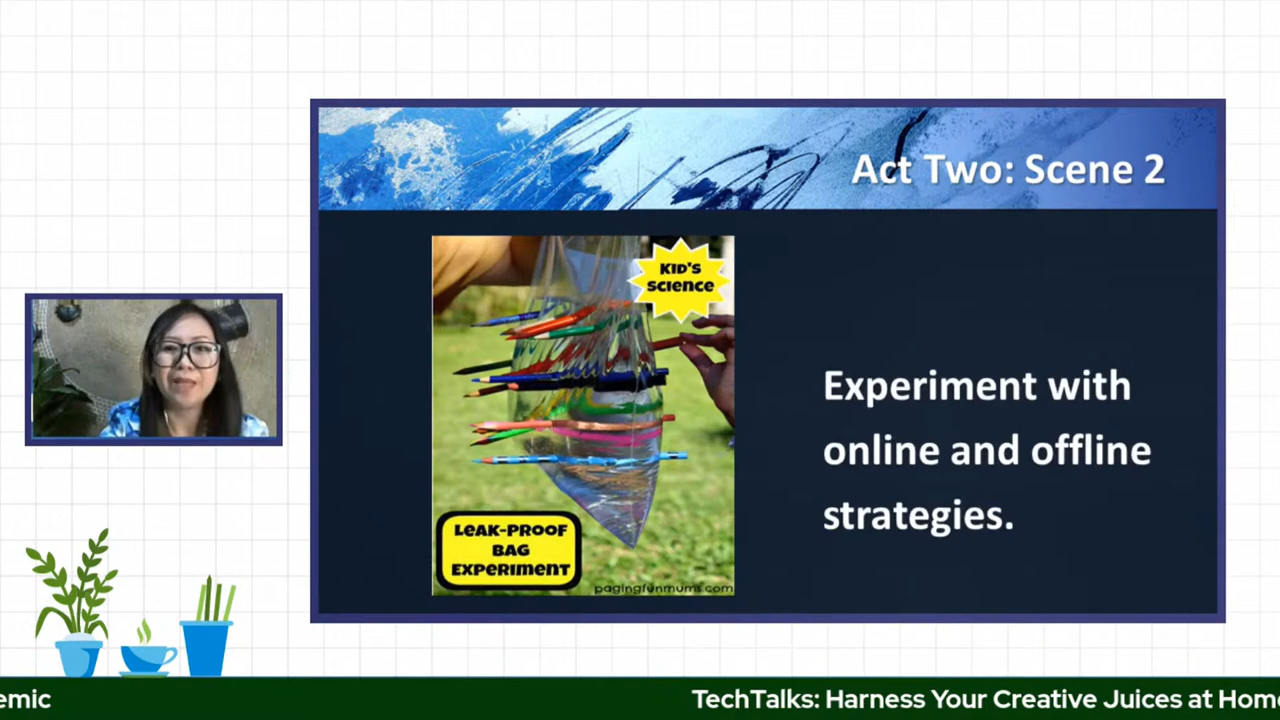 Act Two: Scene 2
KID'S
SCIENCE
LEAK-PROOF
BAG
EXPERIMENT
pagingfunmums.com
Experiment with
online and offline
strategies.
emic
TechTalks: Harness Your Creative Juices at Home